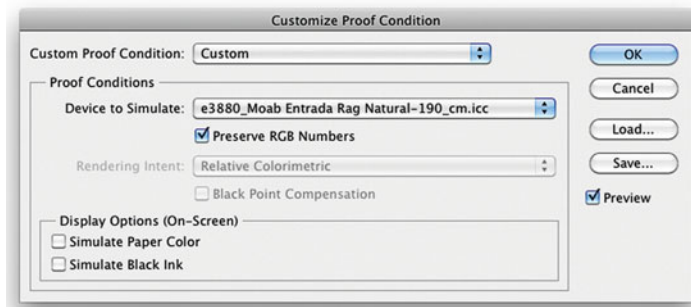 Customize Proof Condition
Custom Proof Condition: Custom
OK
Proof Conditions
Cancel
Device to Simulate: e3880_Moab Entrada Rag Natural-190_cm.icc
Preserve RGB Numbers
Load...
Rendering Intent: Relative Colorimetric
Save...
Black Point Compensation
Preview
Display Options (On-Screen)
Simulate Paper Color
Simulate Black Ink